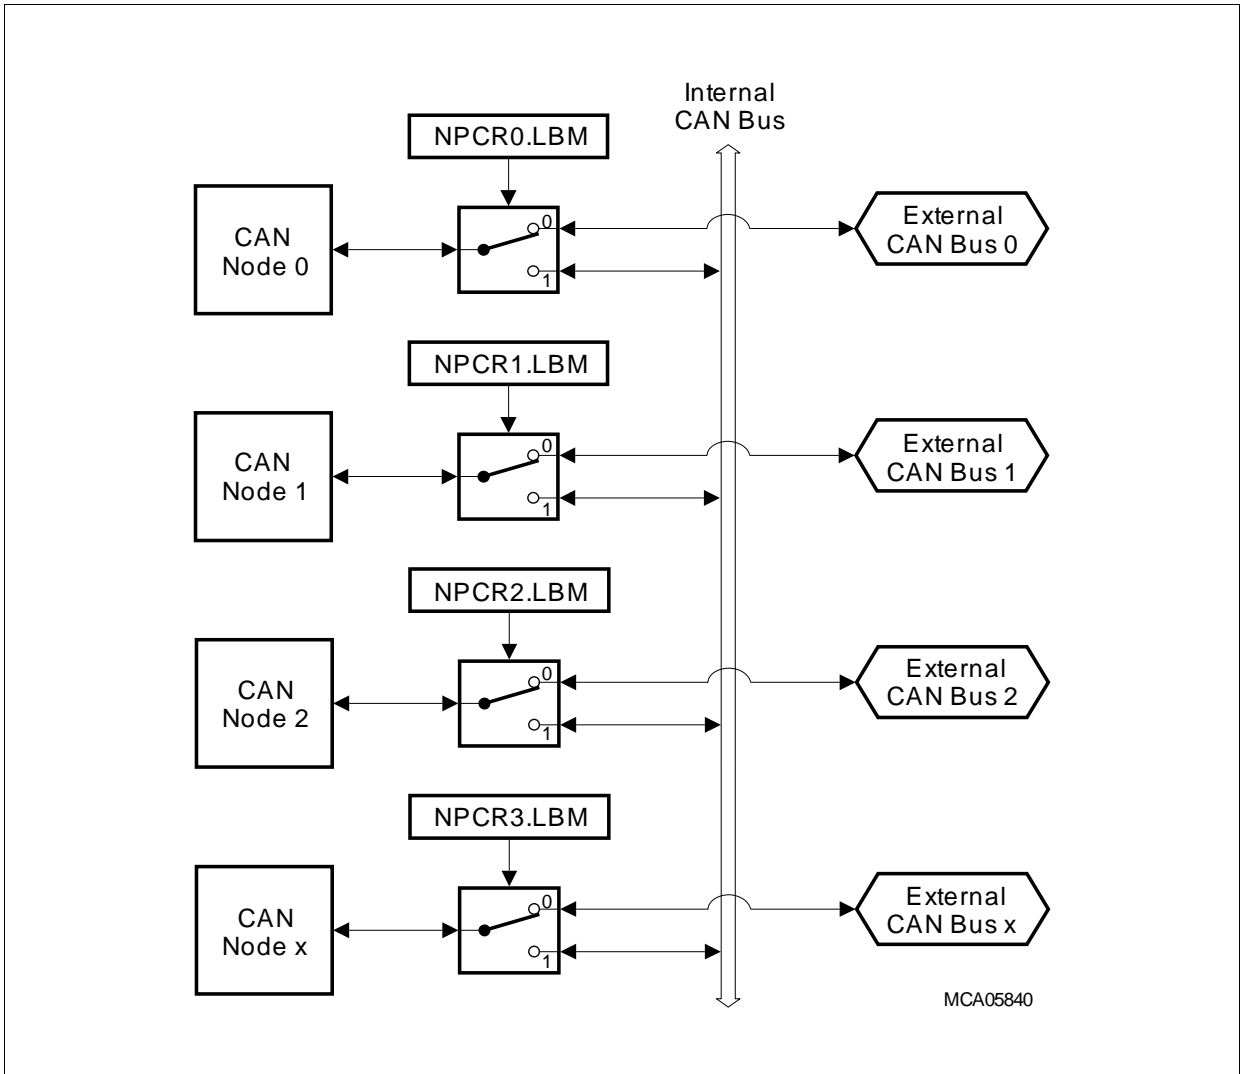 Internal
CAN Bus
NPCR0.LBM
CAN
Node 0
0
1
External
CAN Bus 0
NPCR1.LBM
CAN
Node 1
0
1
External
CAN Bus 1
NPCR2.LBM
CAN
Node 2
0
1
External
CAN Bus 2
NPCR3.LBM
CAN
Node x
0
1
External
CAN Bus x
MCA05840